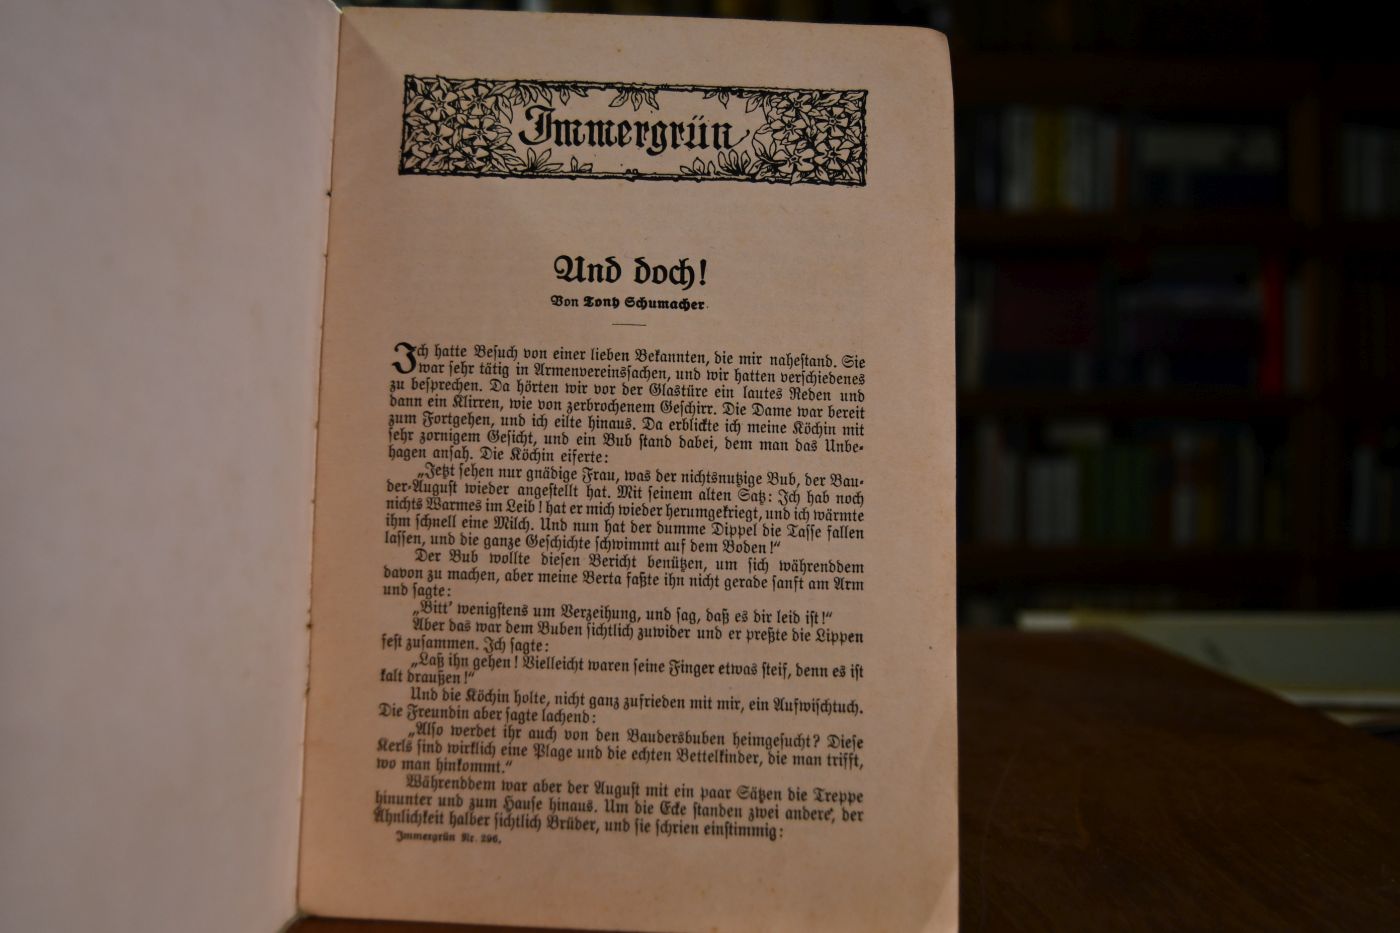 Immergrün
Und doch!
Von Tony Schumacher.
Ich hatte Besuch von einer lieben Bekannten, die mir nahestand. Sie
war sehr tätig in Armenvereinssachen, und wir hatten verschiedenes
zu besprechen. Da hörten wir vor der Glastüre ein lautes Reden und
dann ein Klirren, wie von zerbrochenem Geschirr. Die Dame war bereit
zum Fortgehen, und ich eilte hinaus. Da erblickte ich meine Köchin mit
sehr zornigem Gesicht, und ein Bub stand dabei, dem man das Unbe-
hagen ansah. Die Köchin eiferte:
„Jetzt sehen nur gnädige Frau, was der nichtsnutzige Bub, der Bau-
der-August wieder angestellt hat. Mit seinem alten Satz: Ich hab noch
nichts Warmes im Leib! hat er mich wieder herumgekriegt, und ich wärmte
ihm schnell eine Milch. Und nun hat der dumme Dippel die Tasse fallen
lassen, und die ganze Geschichte schwimmt auf dem Boden!“
Der Bub wollte diesen Bericht benützen, um sich währenddem
davon zu machen, aber meine Berta faßte ihn nicht gerade sanft am Arm
und sagte:
„Bitt' wenigstens um Verzeihung, und sag, daß es dir leid ist!“
Aber das war dem Buben sichtlich zuwider und er preßte die Lippen
fest zusammen. Ich sagte:
„Laß ihn gehen! Vielleicht waren seine Finger etwas steif, denn es ist
kalt draußen!“
Und die Köchin holte, nicht ganz zufrieden mit mir, ein Aufwischtuch.
Die Freundin aber sagte lachend:
„Also werdet ihr auch von den Baudersbuben heimgesucht? Diese
Kerls sind wirklich eine Plage und die echten Bettelkinder, die man trifft,
wo man hinkommt.“
Währenddem war aber der August mit ein paar Sätzen die Treppe
hinunter und zum Hause hinaus. Um die Ecke standen zwei andere, der
Ähnlichkeit halber sichtlich Brüder, und sie schrien einstimmig:
Immergrün Nr. 296.